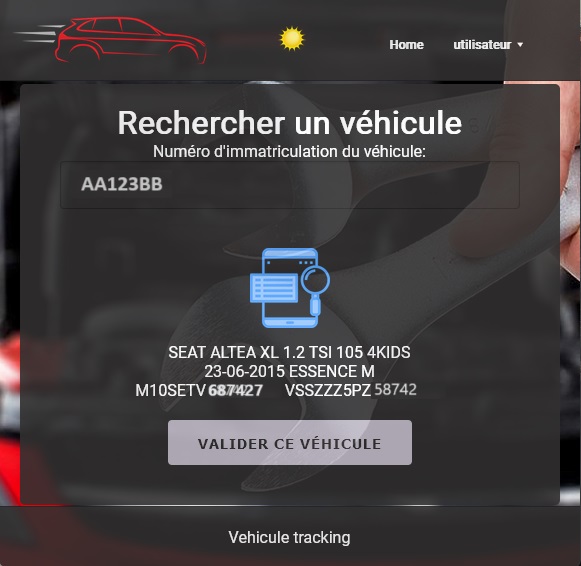 Home utilisateur
Rechercher un véhicule
Numéro d'immatriculation du véhicule:
AA123BB
SEAT ALTEA XL 1.2 TSI 105 4KIDS
23-06-2015 ESSENCE M
M10SETV687427 VSSZZZ5PZ58742
VALIDER CE VÉHICULE
Vehicule tracking